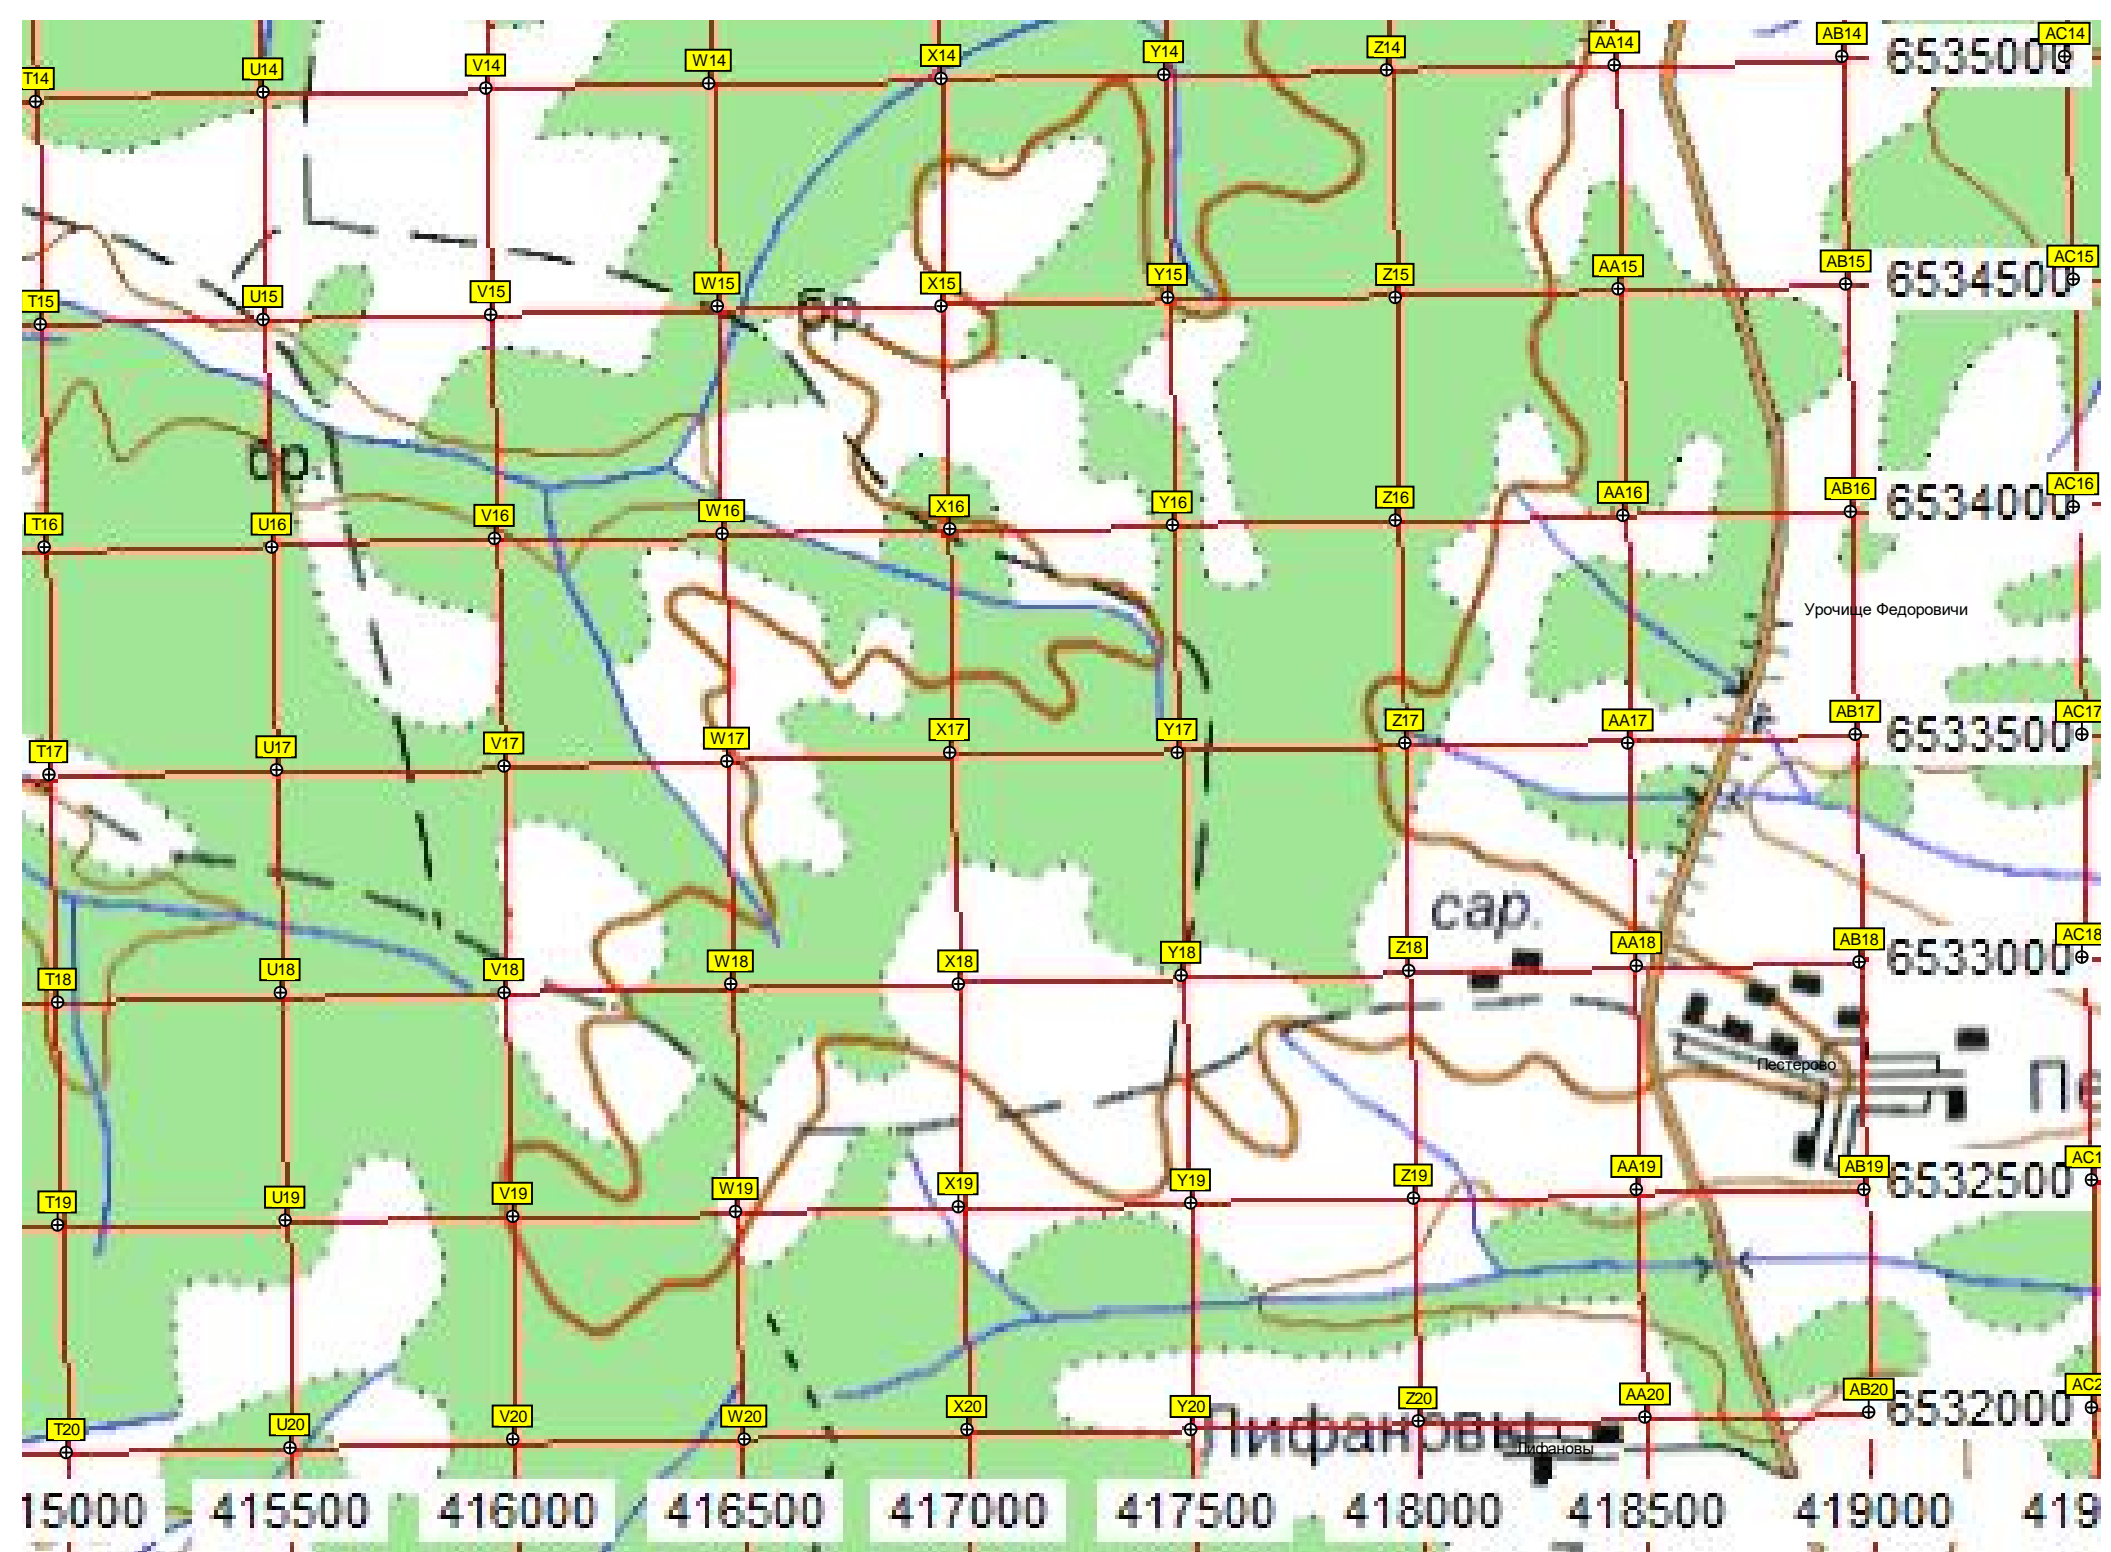 T14 U14 V14 W14 X14 Y14 Z14 AA14 AB14 6535000 AC14
T15 U15 V15 W15 бр. X15 Y15 Z15 AA15 AB15 6534500 AC15
бр.
T16 U16 V16 W16 X16 Y16 Z16 AA16 AB16 6534000 AC16
Урочище Федоровичи
T17 U17 V17 W17 X17 Y17 Z17 AA17 AB17 6533500 AC17
сар.
T18 U18 V18 W18 X18 Y18 Z18 AA18 AB18 6533000 AC18
Пестерово
Пе
T19 U19 V19 W19 X19 Y19 Z19 AA19 AB19 6532500 AC1
T20 U20 V20 W20 X20 Y20 Z20 AA20 AB20 6532000 AC2
Лифановы
Лифановы
15000 415500 416000 416500 417000 417500 418000 418500 419000 419